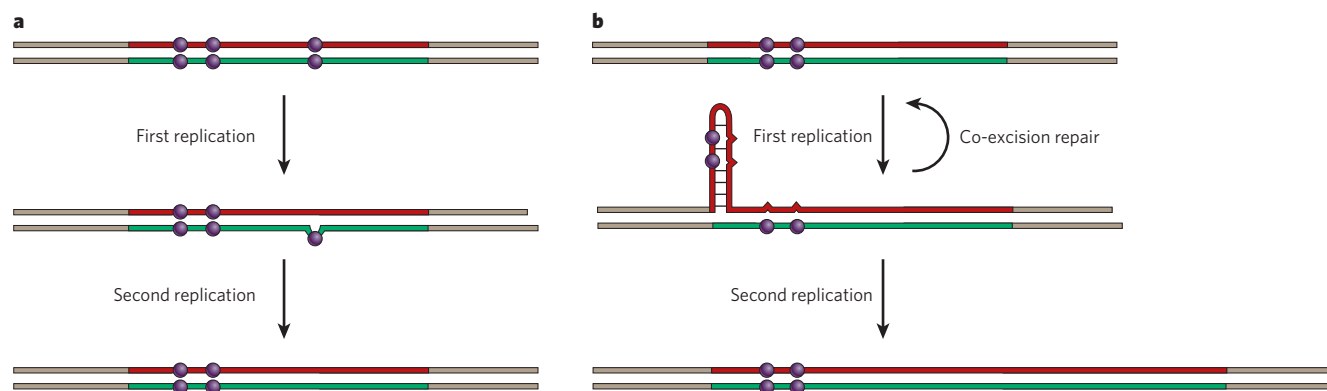 a
First replication
Second replication
b
First replication
Co-excision repair
Second replication